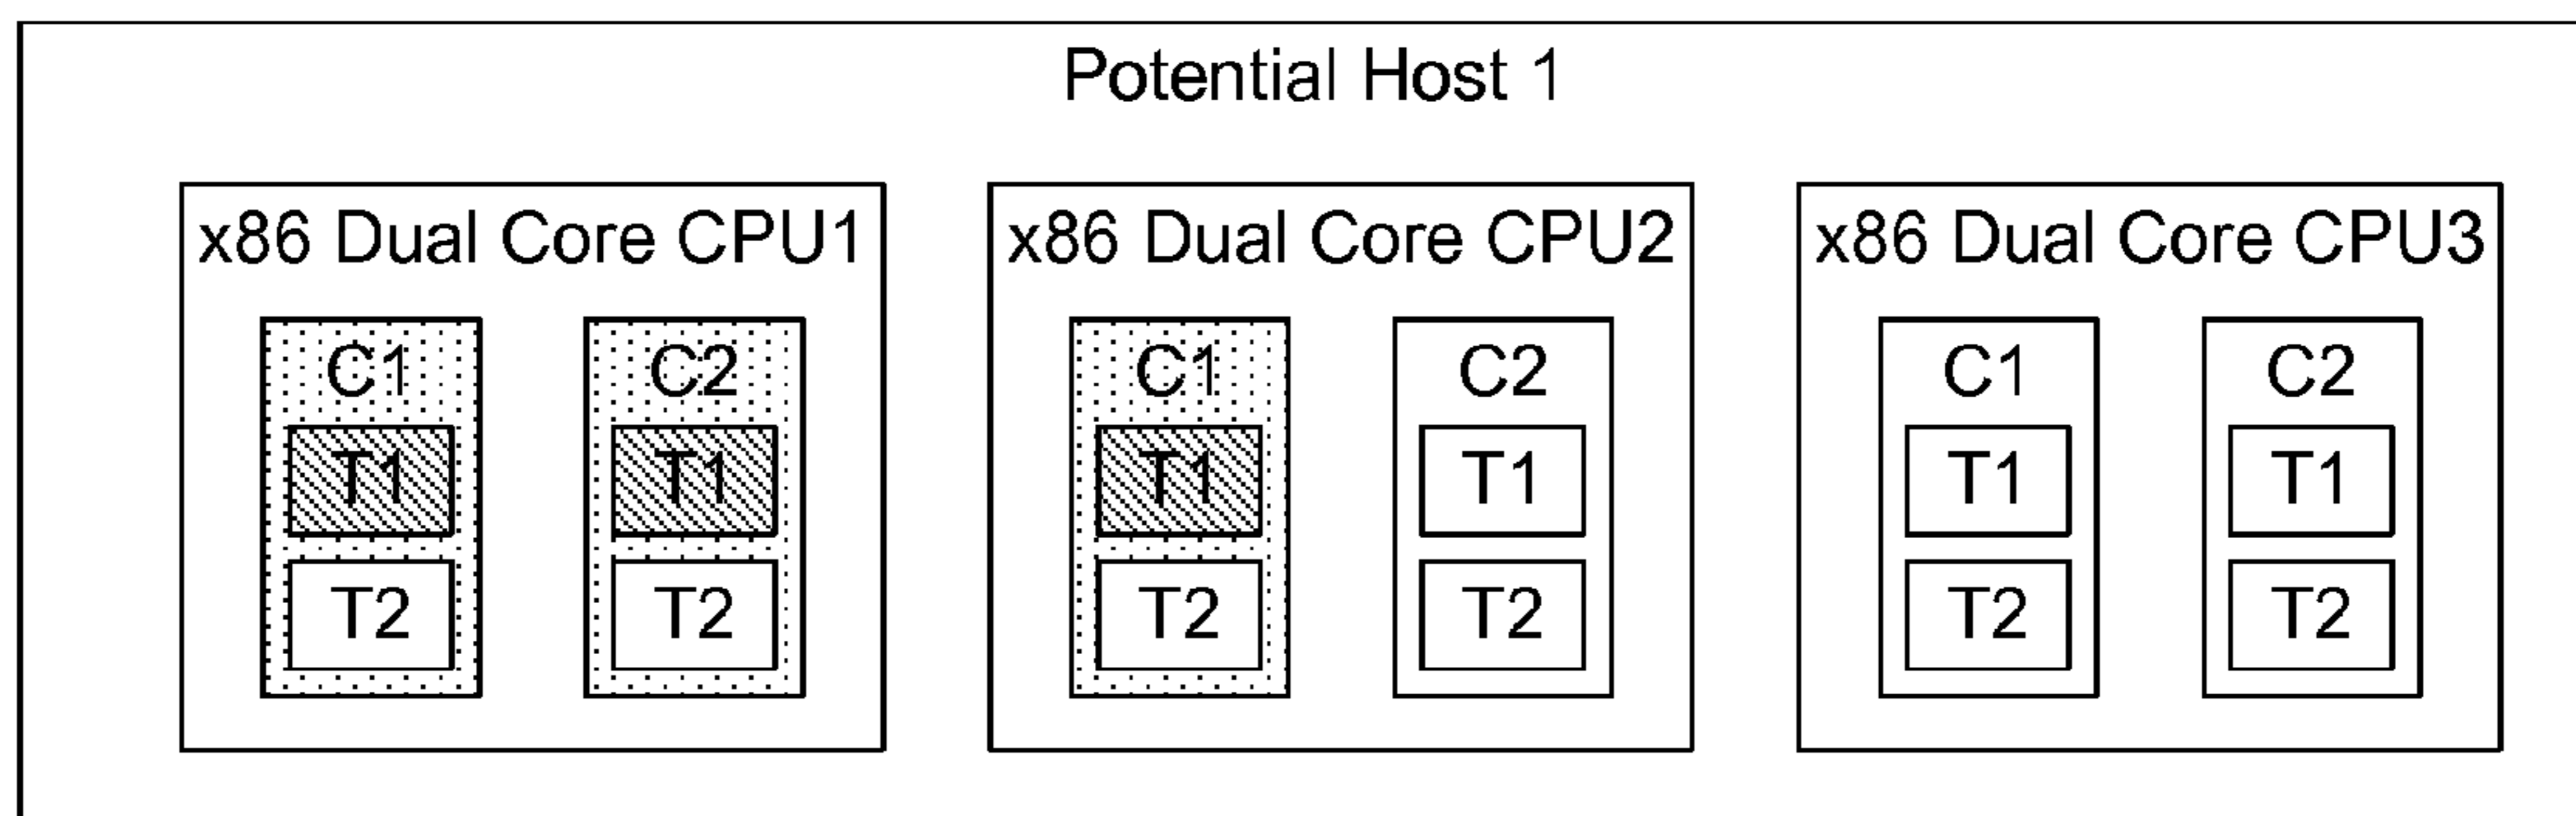 Potential Host 1
x86 Dual Core CPU1
x86 Dual Core CPU2
x86 Dual Core CPU3
C1
C2
C1
C2
C1
C2
T1
T1
T1
T1
T1
T1
T2
T2
T2
T2
T2
T2